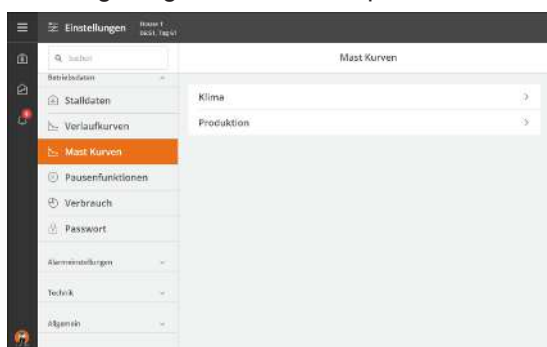 Einstellungen
House 1
Suchen
Mast Kurven
Betriebsdaten
Stalldaten
Klima
Verlaufkurven
Produktion
Mast Kurven
Pausenfunktionen
Verbrauch
Passwort
Alarmeinstellungen
Technik
Allgemein